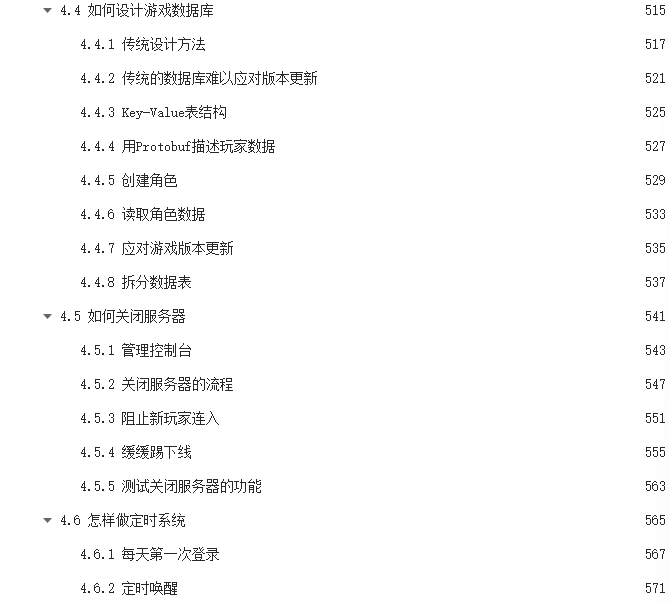 4.4 如何设计游戏数据库 515
4.4.1 传统设计方法 517
4.4.2 传统的数据库难以应对版本更新 521
4.4.3 Key-Value表结构 525
4.4.4 用Protobuf描述玩家数据 527
4.4.5 创建角色 529
4.4.6 读取角色数据 533
4.4.7 应对游戏版本更新 535
4.4.8 拆分数据表 537
4.5 如何关闭服务器 541
4.5.1 管理控制台 543
4.5.2 关闭服务器的流程 547
4.5.3 阻止新玩家连入 551
4.5.4 缓缓踢下线 555
4.5.5 测试关闭服务器的功能 563
4.6 怎样做定时系统 565
4.6.1 每天第一次登录 567
4.6.2 定时唤醒 571